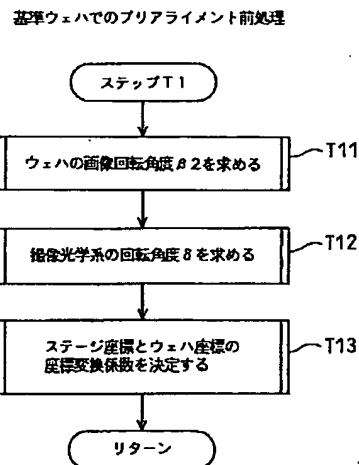 基準ウェハでのプリアライメント前処理
ステップT1
ウェハの画像回転角度β2を求める
T11
撮像光学系の回転角度δを求める
T12
ステージ座標とウェハ座標の
座標変換係数を決定する
T13
リターン